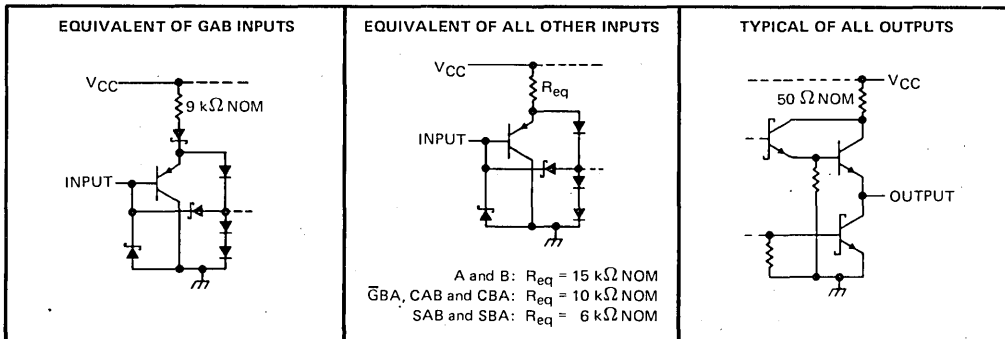 EQUIVALENT OF GAB INPUTS
VCC
9 kΩ NOM
INPUT
EQUIVALENT OF ALL OTHER INPUTS
VCC
Req
INPUT
A and B: Req = 15 kΩ NOM
G̅BA, CAB and CBA: Req = 10 kΩ NOM
SAB and SBA: Req = 6 kΩ NOM
TYPICAL OF ALL OUTPUTS
VCC
50 Ω NOM
OUTPUT